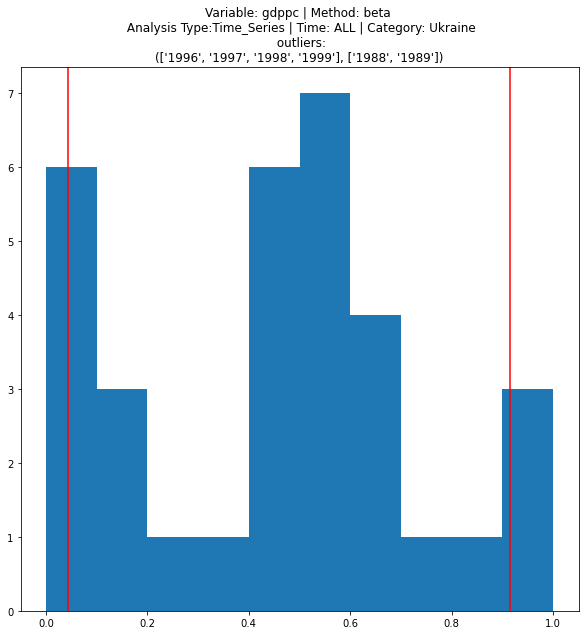 Variable: gdppc | Method: beta
Analysis Type:Time_Series | Time: ALL | Category: Ukraine
outliers:
(['1996', '1997', '1998', '1999'], ['1988', '1989'])
7
6
5
4
3
2
1
0
0.0 0.2 0.4 0.6 0.8 1.0